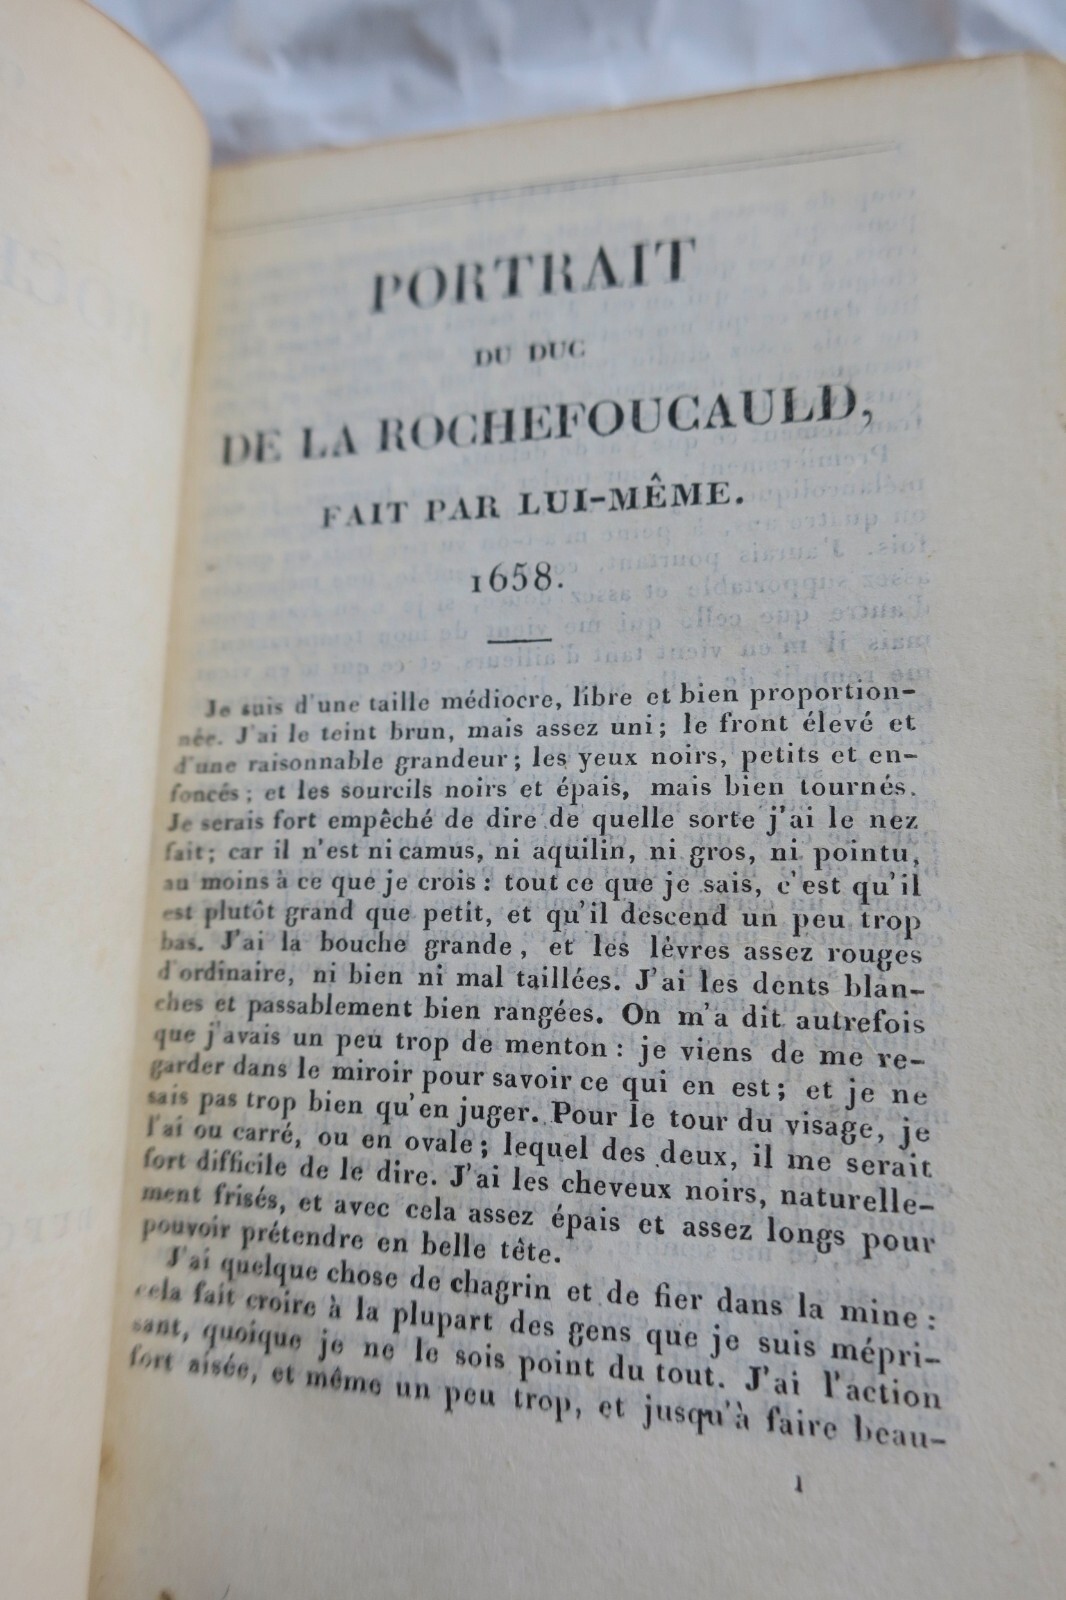 PORTRAIT
DU DUC
DE LA ROCHEFOUCAULD,
FAIT PAR LUI-MÊME.
1658.
Je suis d'une taille médiocre, libre et bien proportion-
née. J'ai le teint brun, mais assez uni; le front élevé et
d'une raisonnable grandeur; les yeux noirs, petits et en-
foncés; et les sourcils noirs et épais, mais bien tournés.
Je serais fort empêché de dire de quelle sorte j'ai le nez
fait; car il n'est ni camus, ni aquilin, ni gros, ni pointu,
au moins à ce que je crois: tout ce que je sais, c'est qu'il
est plutôt grand que petit, et qu'il descend un peu trop
bas. J'ai la bouche grande, et les lèvres assez rouges
d'ordinaire, ni bien ni mal taillées. J'ai les dents blan-
ches et passablement bien rangées. On m'a dit autrefois
que j'avais un peu trop de menton: je viens de me re-
garder dans le miroir pour savoir ce qui en est; et je ne
sais pas trop bien qu'en juger. Pour le tour du visage, je
l'ai ou carré, ou en ovale; lequel des deux, il me serait
fort difficile de le dire. J'ai les cheveux noirs, naturelle-
ment frisés, et avec cela assez épais et assez longs pour
pouvoir prétendre en belle tête.
J'ai quelque chose de chagrin et de fier dans la mine:
cela fait croire à la plupart des gens que je suis mépri-
sant, quoique je ne le sois point du tout. J'ai l'action
fort aisée, et même un peu trop, et jusqu'à faire beau-
1